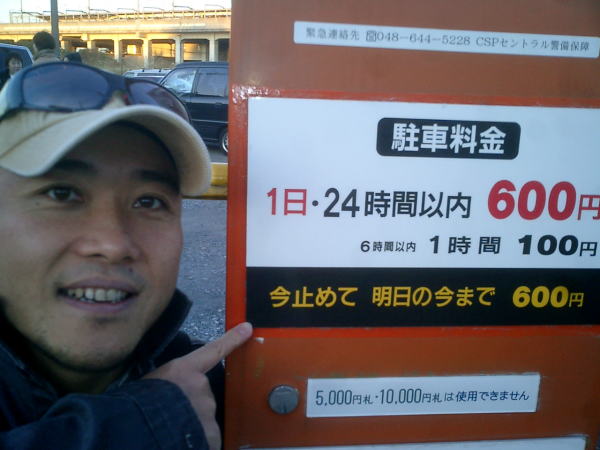 緊急連絡先 ☎048-644-5228 CSPセントラル警備保障
駐車料金
1日・24時間以内 600円
6時間以内 1時間 100円
今止めて 明日の今まで 600円
5,000円札・10,000円札は使用できません